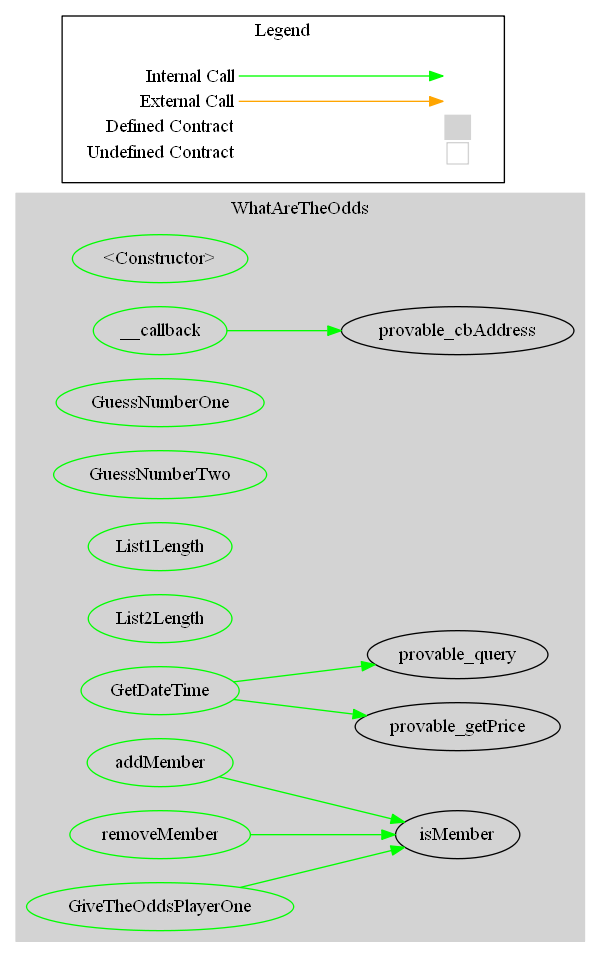 Legend
Internal Call
External Call
Defined Contract
Undefined Contract
WhatAreTheOdds
<Constructor>
__callback
provable_cbAddress
GuessNumberOne
GuessNumberTwo
List1Length
List2Length
provable_query
GetDateTime
provable_getPrice
addMember
removeMember
isMember
GiveTheOddsPlayerOne